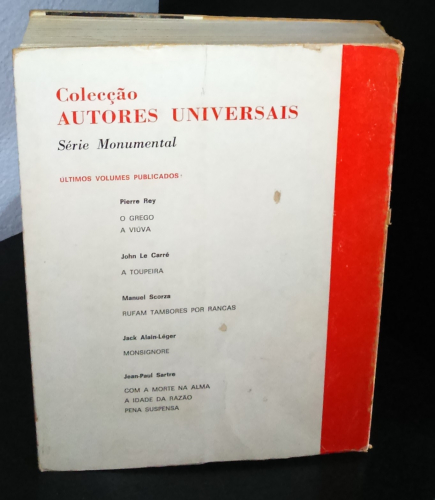 Colecção
AUTORES UNIVERSAIS
Série Monumental
ÚLTIMOS VOLUMES PUBLICADOS:
Pierre Rey
O GREGO
A VIÚVA
John Le Carré
A TOUPEIRA
Manuel Scorza
RUFAM TAMBORES POR RANCAS
Jack Alain-Léger
MONSIGNORE
Jean-Paul Sartre
COM A MORTE NA ALMA
A IDADE DA RAZÃO
PENA SUSPENSA